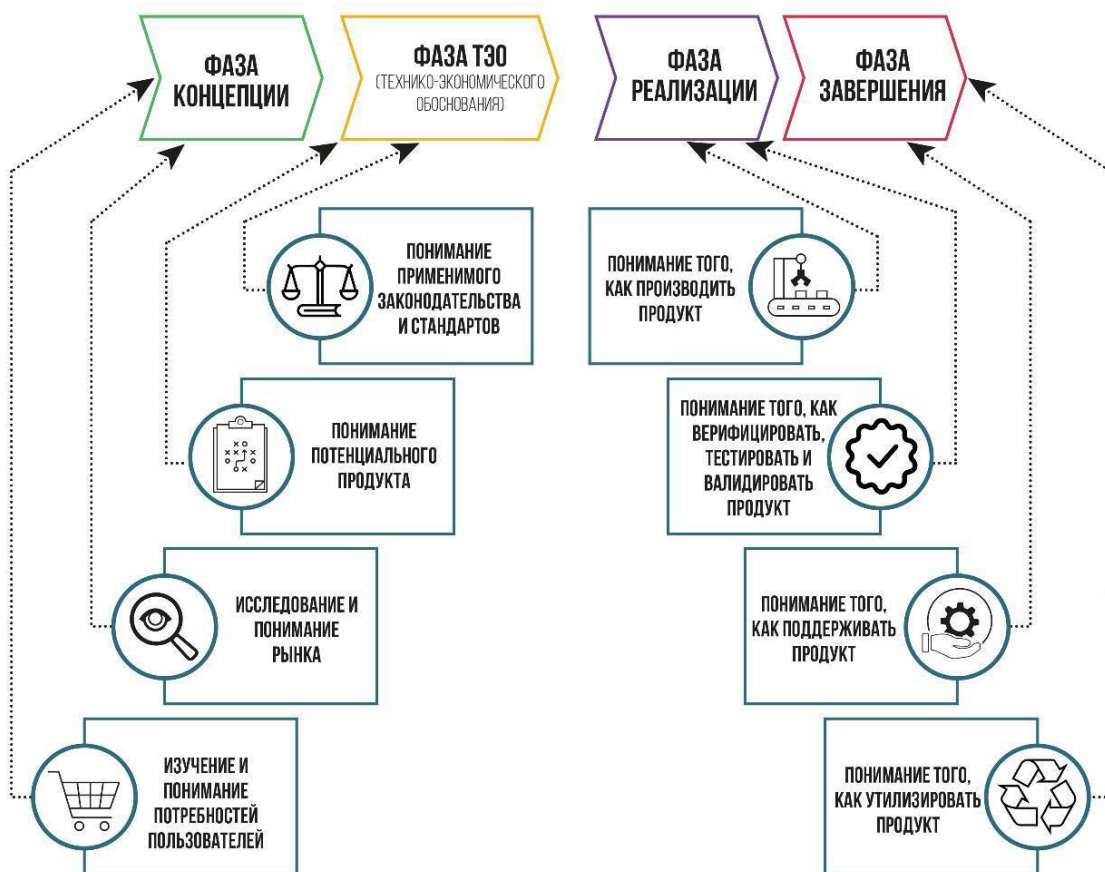 ФАЗА
КОНЦЕПЦИИ
ФАЗА ТЭО
(ТЕХНИКО-ЭКОНОМИЧЕСКОГО
ОБОСНОВАНИЯ)
ФАЗА
РЕАЛИЗАЦИИ
ФАЗА
ЗАВЕРШЕНИЯ
ПОНИМАНИЕ
ПРИМЕНИМОГО
ЗАКОНОДАТЕЛЬСТВА
И СТАНДАРТОВ
ПОНИМАНИЕ ТОГО,
КАК ПРОИЗВОДИТЬ
ПРОДУКТ
ПОНИМАНИЕ
ПОТЕНЦИАЛЬНОГО
ПРОДУКТА
ПОНИМАНИЕ ТОГО, КАК
ВЕРИФИЦИРОВАТЬ,
ТЕСТИРОВАТЬ И
ВАЛИДИРОВАТЬ
ПРОДУКТ
ИССЛЕДОВАНИЕ И
ПОНИМАНИЕ
РЫНКА
ПОНИМАНИЕ ТОГО,
КАК ПОДДЕРЖИВАТЬ
ПРОДУКТ
ИЗУЧЕНИЕ И
ПОНИМАНИЕ
ПОТРЕБНОСТЕЙ
ПОЛЬЗОВАТЕЛЕЙ
ПОНИМАНИЕ ТОГО,
КАК УТИЛИЗИРОВАТЬ
ПРОДУКТ